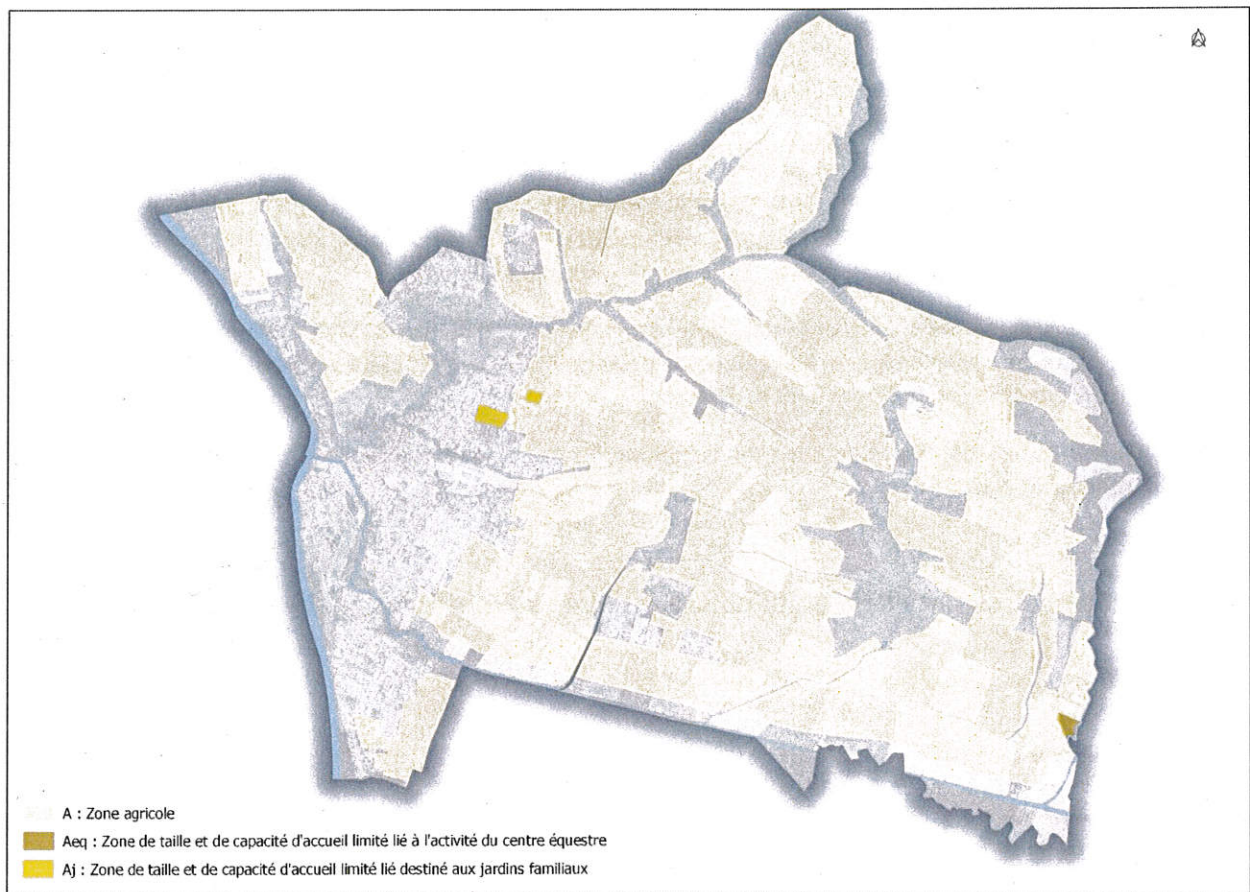 A : Zone agricole
Aeq : Zone de taille et de capacité d'accueil limité lié à l'activité du centre équestre
Aj : Zone de taille et de capacité d'accueil limité lié destiné aux jardins familiaux